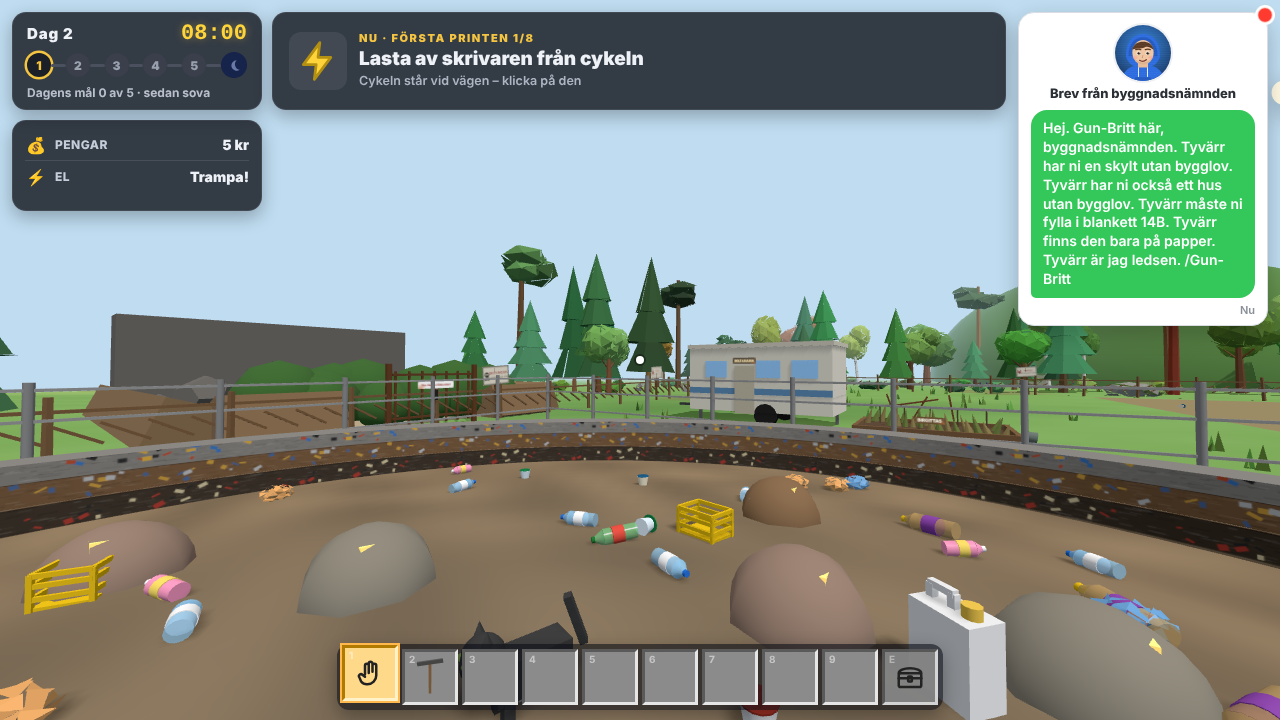 Dag 2
08:00
1 2 3 4 5
Dagens mål 0 av 5 · sedan sova
PENGAR 5 kr
EL Trampa!
NU · FÖRSTA PRINTEN 1/8
Lasta av skrivaren från cykeln
Cykeln står vid vägen – klicka på den
Brev från byggnadsnämnden
Hej. Gun-Britt här,
byggnadsnämnden. Tyvärr
har ni en skylt utan bygglov.
Tyvärr har ni också ett hus
utan bygglov. Tyvärr måste ni
fylla i blankett 14B. Tyvärr
finns den bara på papper.
Tyvärr är jag ledsen. /Gun-
Britt
Nu
2 3 4 5 6 7 8 9 E